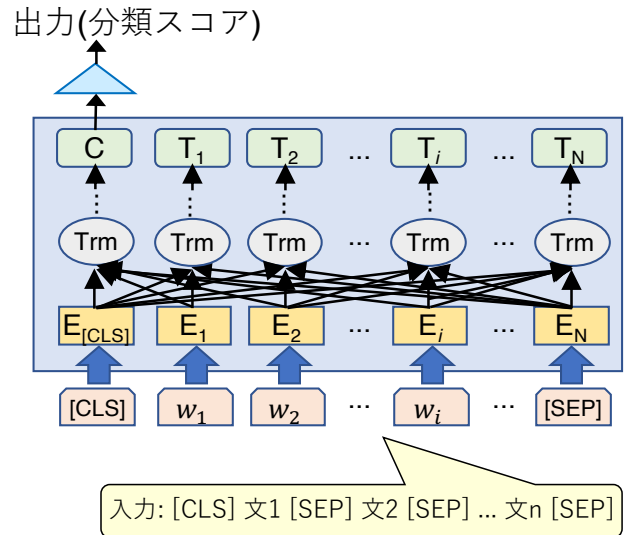 出力(分類スコア)
C T1 T2 ... Ti ... TN
Trm Trm Trm ... Trm ... Trm
E[CLS] E1 E2 ... Ei ... EN
[CLS] w1 w2 ... wi ... [SEP]
入力: [CLS] 文1 [SEP] 文2 [SEP] ... 文n [SEP]